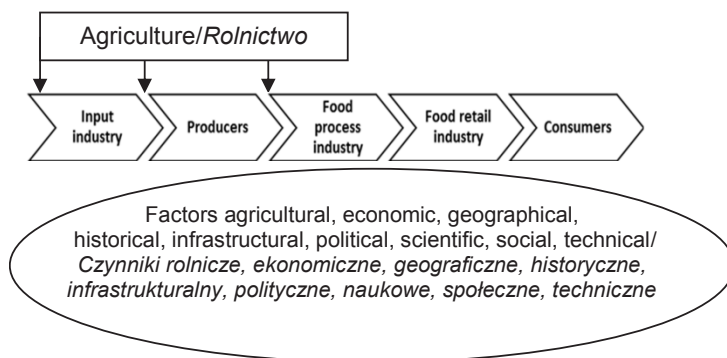 Agriculture/Rolnictwo
Input
industry
Producers
Food
process
industry
Food retail
industry
Consumers
Factors agricultural, economic, geographical,
historical, infrastructural, political, scientific, social, technical/
Czynniki rolnicze, ekonomiczne, geograficzne, historyczne,
infrastrukturalny, polityczne, naukowe, społeczne, techniczne